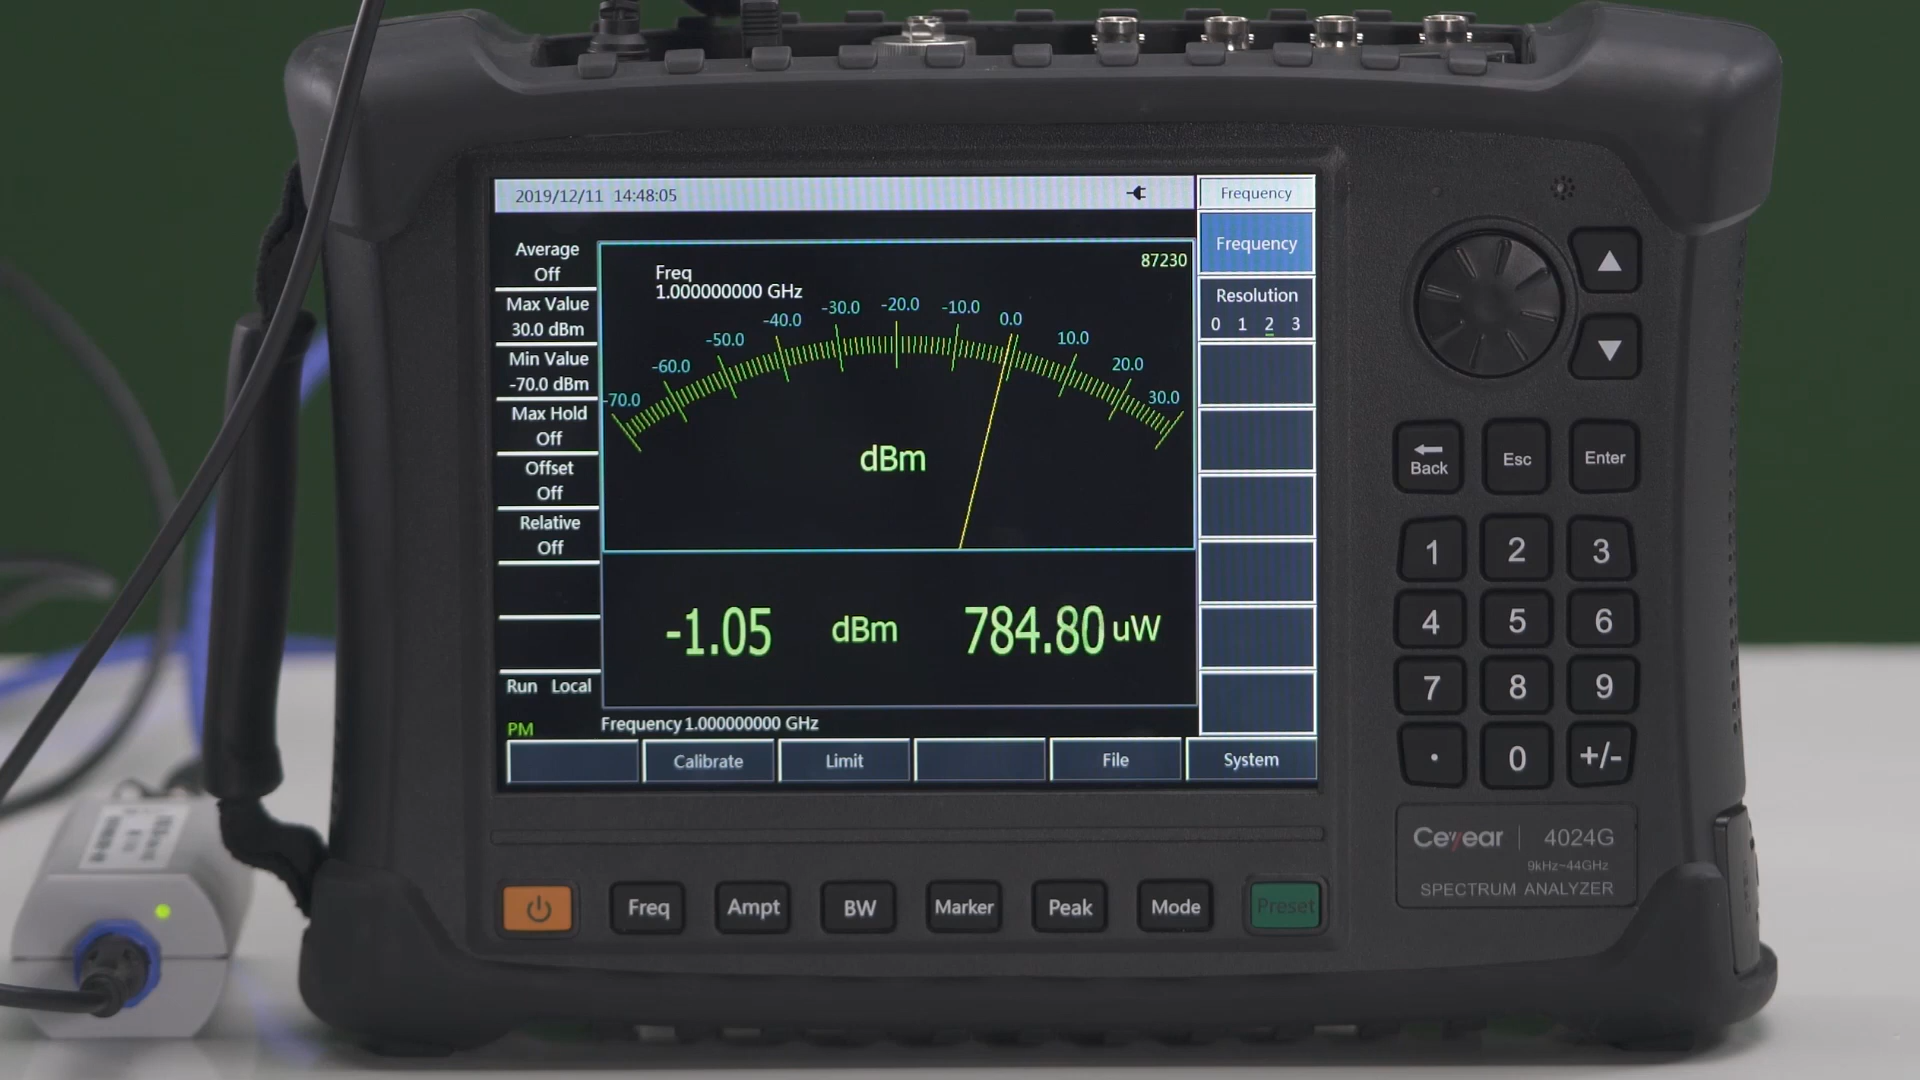 2019/12/11 14:48:05
Frequency
Average
Off
Max Value
30.0 dBm
Min Value
-70.0 dBm
Max Hold
Off
Offset
Off
Relative
Off
Run Local
PM
Freq
1.000000000 GHz
87230
-70.0 -60.0 -50.0 -40.0 -30.0 -20.0 -10.0 0.0 10.0 20.0 30.0
dBm
-1.05 dBm 784.80 uW
Frequency 1.000000000 GHz
Frequency
Resolution
0 1 2 3
Calibrate Limit File System
Back Esc Enter
1 2 3
4 5 6
7 8 9
. 0 +/-
Ceyear 4024G
9kHz~44GHz
SPECTRUM ANALYZER
Freq Ampt BW Marker Peak Mode Preset